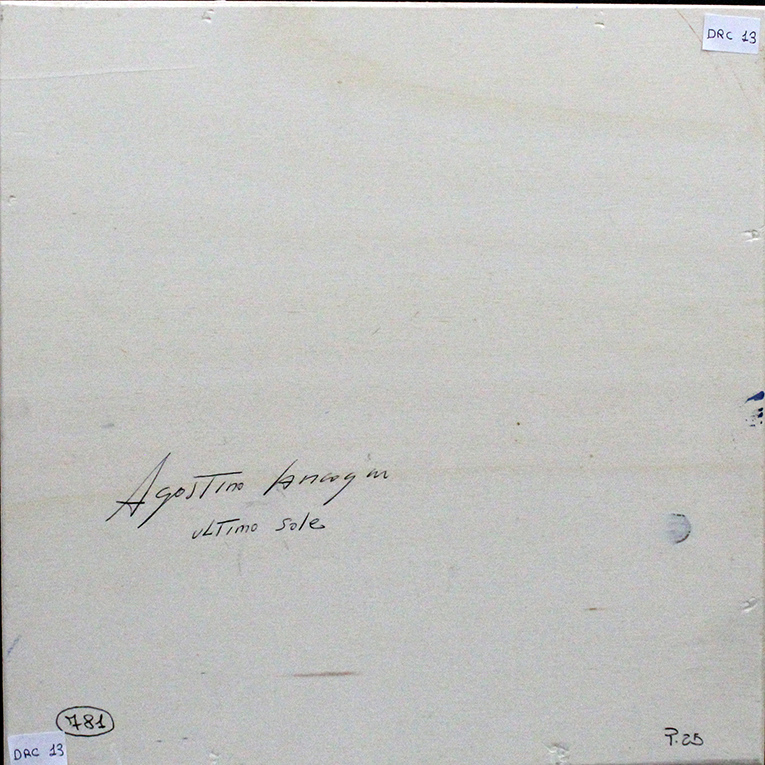 DRC 13
Agostino
ultimo sole
781
DRC 13
P.25